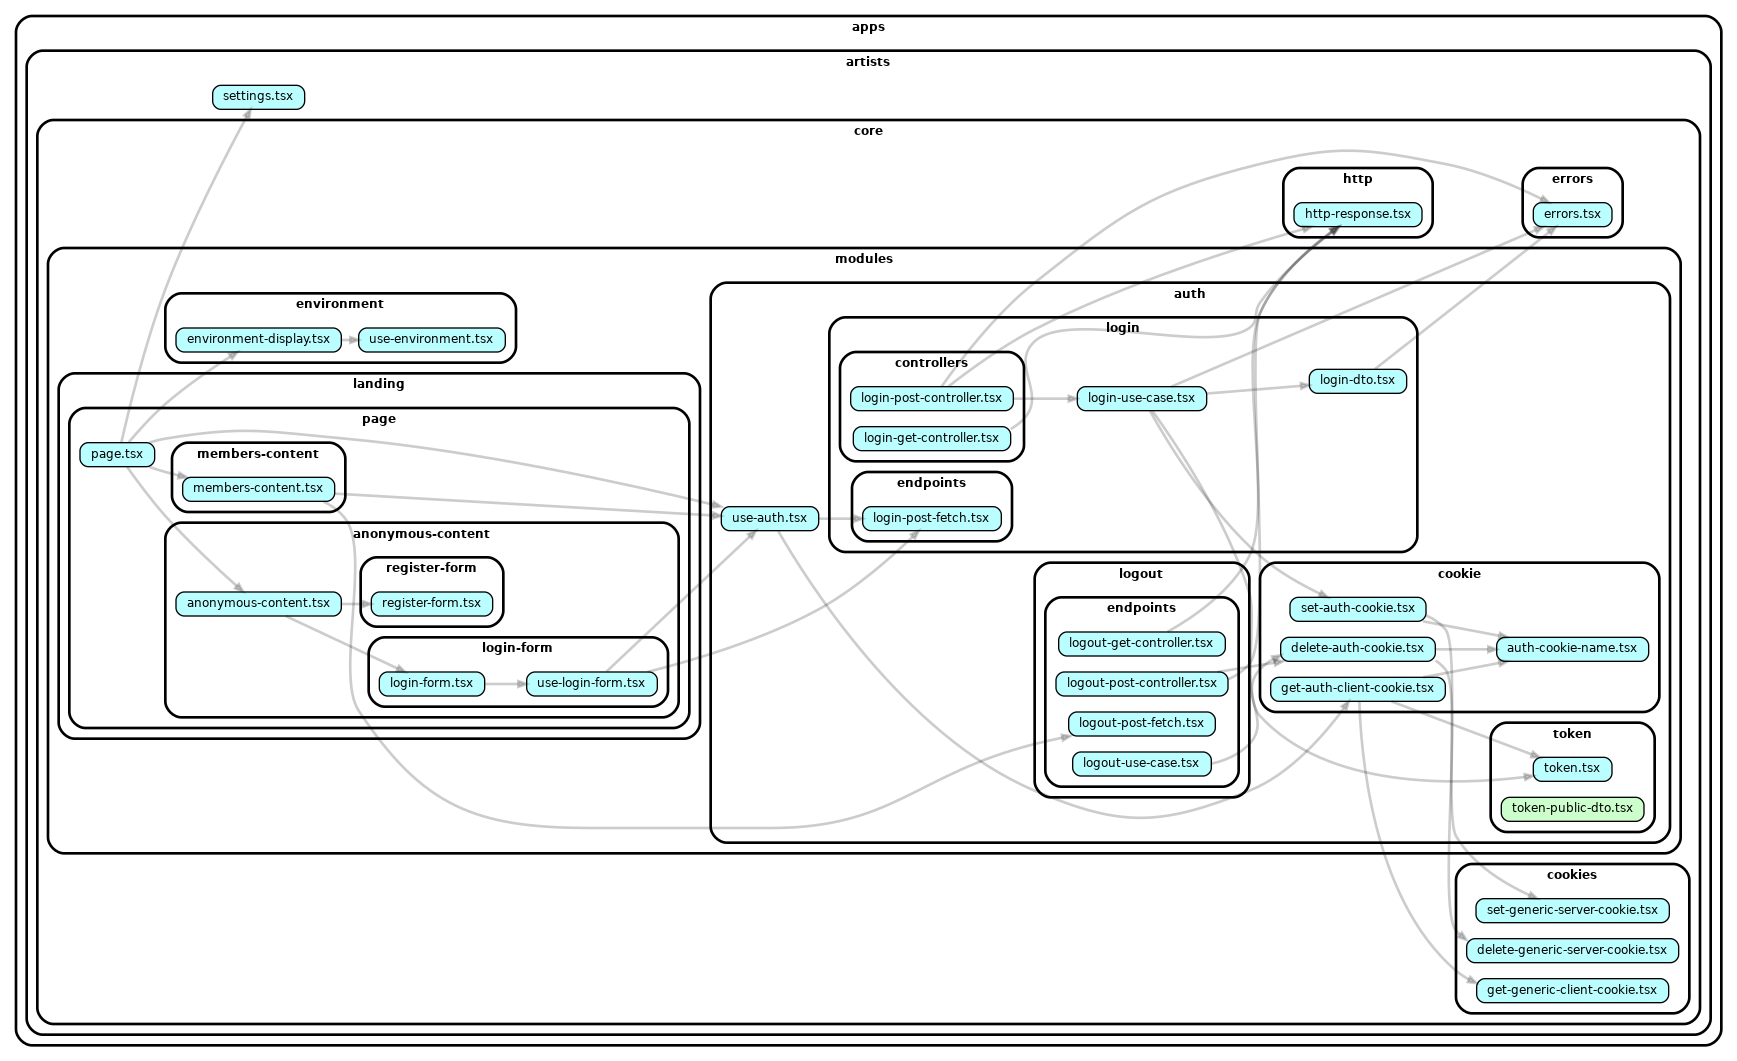 apps
artists
settings.tsx
core
http
http-response.tsx
errors
errors.tsx
modules
environment
environment-display.tsx
use-environment.tsx
landing
page
page.tsx
members-content
members-content.tsx
anonymous-content
anonymous-content.tsx
register-form
register-form.tsx
login-form
login-form.tsx
use-login-form.tsx
auth
use-auth.tsx
login
controllers
login-post-controller.tsx
login-get-controller.tsx
login-use-case.tsx
login-dto.tsx
endpoints
login-post-fetch.tsx
logout
endpoints
logout-get-controller.tsx
logout-post-controller.tsx
logout-post-fetch.tsx
logout-use-case.tsx
cookie
set-auth-cookie.tsx
delete-auth-cookie.tsx
get-auth-client-cookie.tsx
auth-cookie-name.tsx
token
token.tsx
token-public-dto.tsx
cookies
set-generic-server-cookie.tsx
delete-generic-server-cookie.tsx
get-generic-client-cookie.tsx